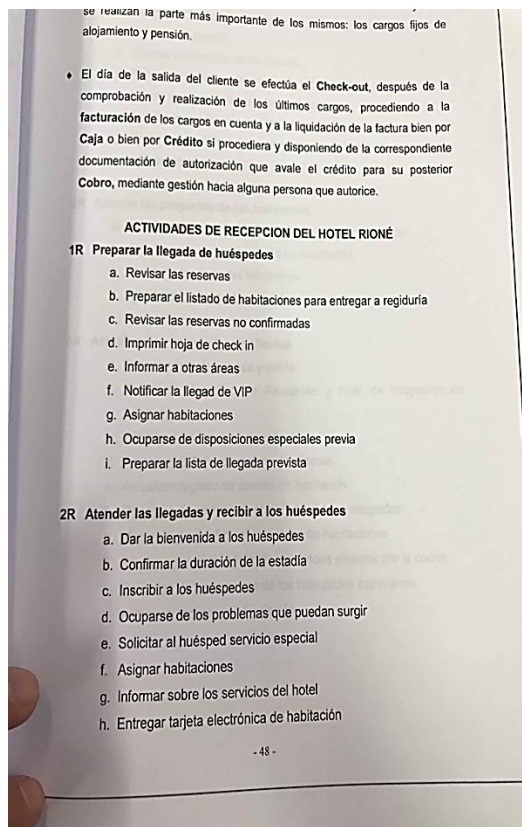 se realizan la parte más importante de los mismos: los cargos fijos de
alojamiento y pensión.
♦ El día de la salida del cliente se efectúa el Check-out, después de la
comprobación y realización de los últimos cargos, procediendo a la
facturación de los cargos en cuenta y a la liquidación de la factura bien por
Caja o bien por Crédito si procediera y disponiendo de la correspondiente
documentación de autorización que avale el crédito para su posterior
Cobro, mediante gestión hacia alguna persona que autorice.
ACTIVIDADES DE RECEPCION DEL HOTEL RIONÉ
1R Preparar la llegada de huéspedes
a. Revisar las reservas
b. Preparar el listado de habitaciones para entregar a regiduría
c. Revisar las reservas no confirmadas
d. Imprimir hoja de check in
e. Informar a otras áreas
f. Notificar la llegad de VIP
g. Asignar habitaciones
h. Ocuparse de disposiciones especiales previa
i. Preparar la lista de llegada prevista
2R Atender las llegadas y recibir a los huéspedes
a. Dar la bienvenida a los huéspedes
b. Confirmar la duración de la estadía
c. Inscribir a los huéspedes
d. Ocuparse de los problemas que puedan surgir
e. Solicitar al huésped servicio especial
f. Asignar habitaciones
g. Informar sobre los servicios del hotel
h. Entregar tarjeta electrónica de habitación
- 48 -